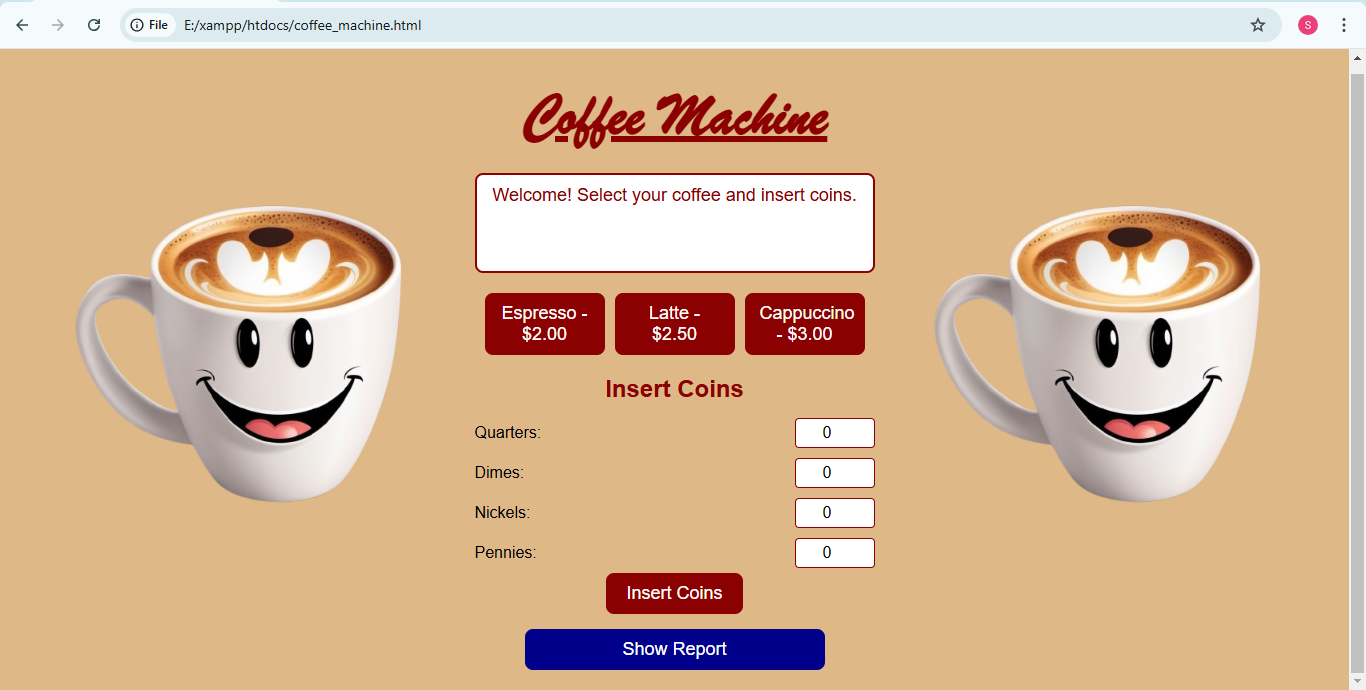 File E:/xampp/htdocs/coffee_machine.html S
Coffee Machine
Welcome! Select your coffee and insert coins.
Espresso -
$2.00
Latte -
$2.50
Cappuccino
- $3.00
Insert Coins
Quarters: 0
Dimes: 0
Nickels: 0
Pennies: 0
Insert Coins
Show Report